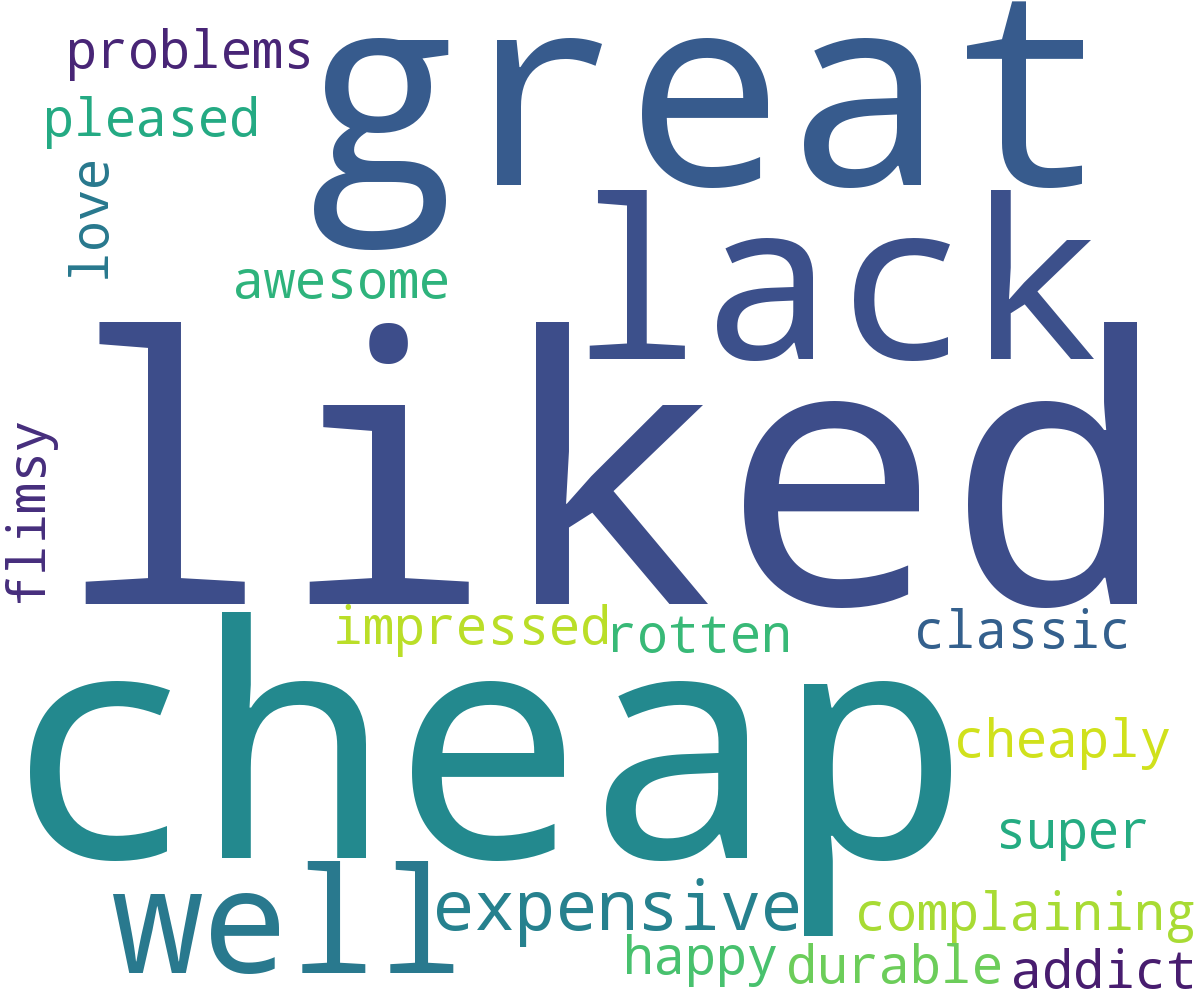 problems
great
pleased
love
lack
awesome
liked
flimsy
impressed
rotten
classic
cheap
cheaply
super
well
expensive
complaining
happy
durable
addict